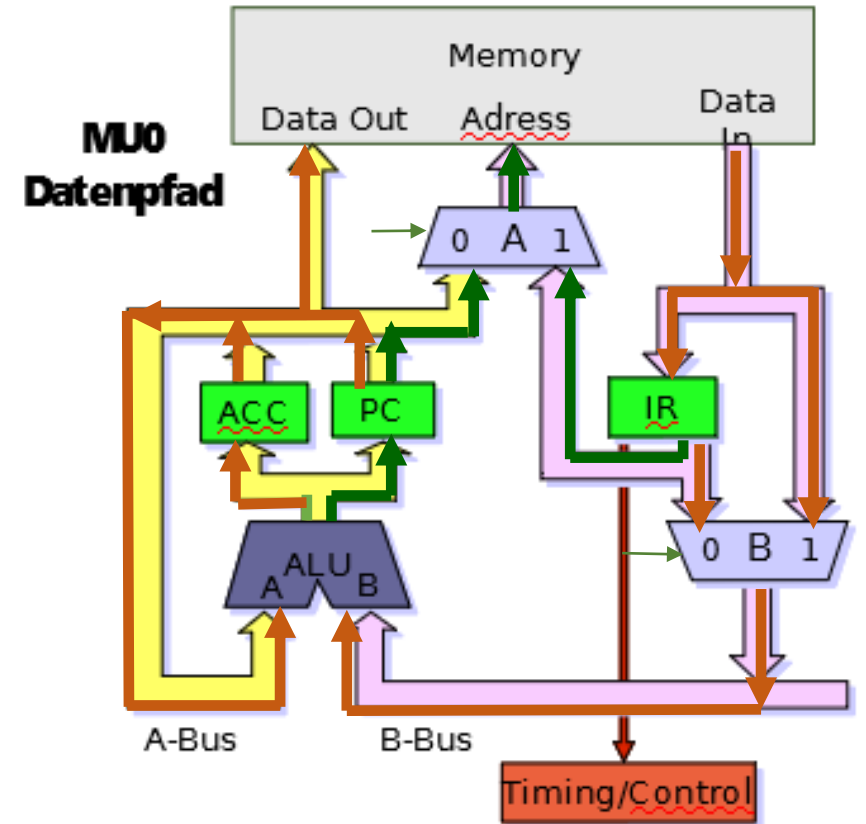 Memory
Data Out
Adress
Data
In
MU0
Datenpfad
0 A 1
ACC
PC
IR
ALU
A
B
0 B 1
A-Bus
B-Bus
Timing/Control